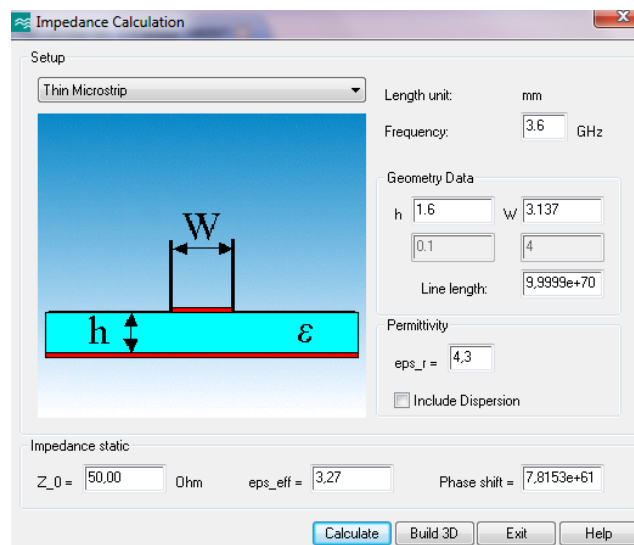 Impedance Calculation
Setup
Thin Microstrip
Length unit: mm
Frequency: 3.6 GHz
Geometry Data
h 1.6 W 3.137
0.1 4
Line length: 9,9999e+70
Permittivity
eps_r = 4,3
Include Dispersion
W
h ε
Impedance static
Z_0 = 50,00 Ohm eps_eff = 3,27 Phase shift = 7,8153e+61
Calculate Build 3D Exit Help